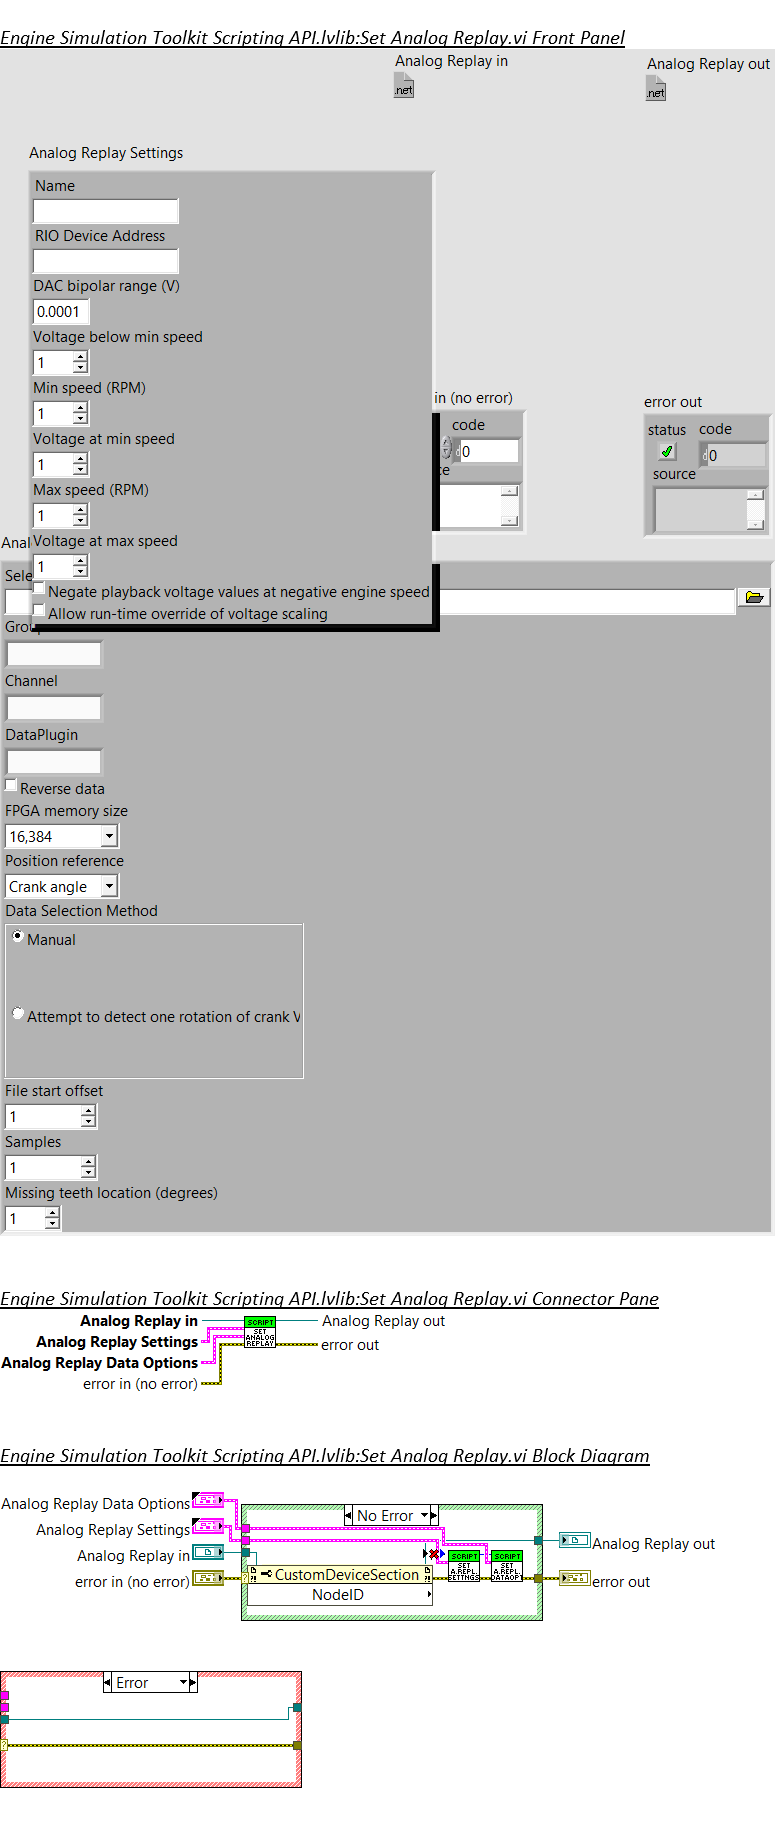 Engine Simulation Toolkit Scripting API.lvlib:Set Analog Replay.vi Front Panel
Analog Replay in
Analog Replay out
.net
.net
Analog Replay Settings
Name
RIO Device Address
DAC bipolar range (V)
0.0001
Voltage below min speed
1
Min speed (RPM)
1
in (no error)
error out
Voltage at min speed
1
code
0
status
code
0
source
Max speed (RPM)
1
Voltage at max speed
1
Negate playback voltage values at negative engine speed
Allow run-time override of voltage scaling
Channel
DataPlugin
Reverse data
FPGA memory size
16,384
Position reference
Crank angle
Data Selection Method
Manual
Attempt to detect one rotation of crank
File start offset
1
Samples
1
Missing teeth location (degrees)
1
Engine Simulation Toolkit Scripting API.lvlib:Set Analog Replay.vi Connector Pane
Analog Replay in
Analog Replay Settings
Analog Replay Data Options
error in (no error)
SCRIPT
SET
ANALOG
REPLAY
Analog Replay out
error out
Engine Simulation Toolkit Scripting API.lvlib:Set Analog Replay.vi Block Diagram
Analog Replay Data Options
Analog Replay Settings
Analog Replay in
error in (no error)
No Error
CustomDeviceSection
NodeID
SCRIPT
SET
A.REPL.
SETTNGS
SCRIPT
SET
A.REPL.
DATAOPT
Analog Replay out
error out
Error